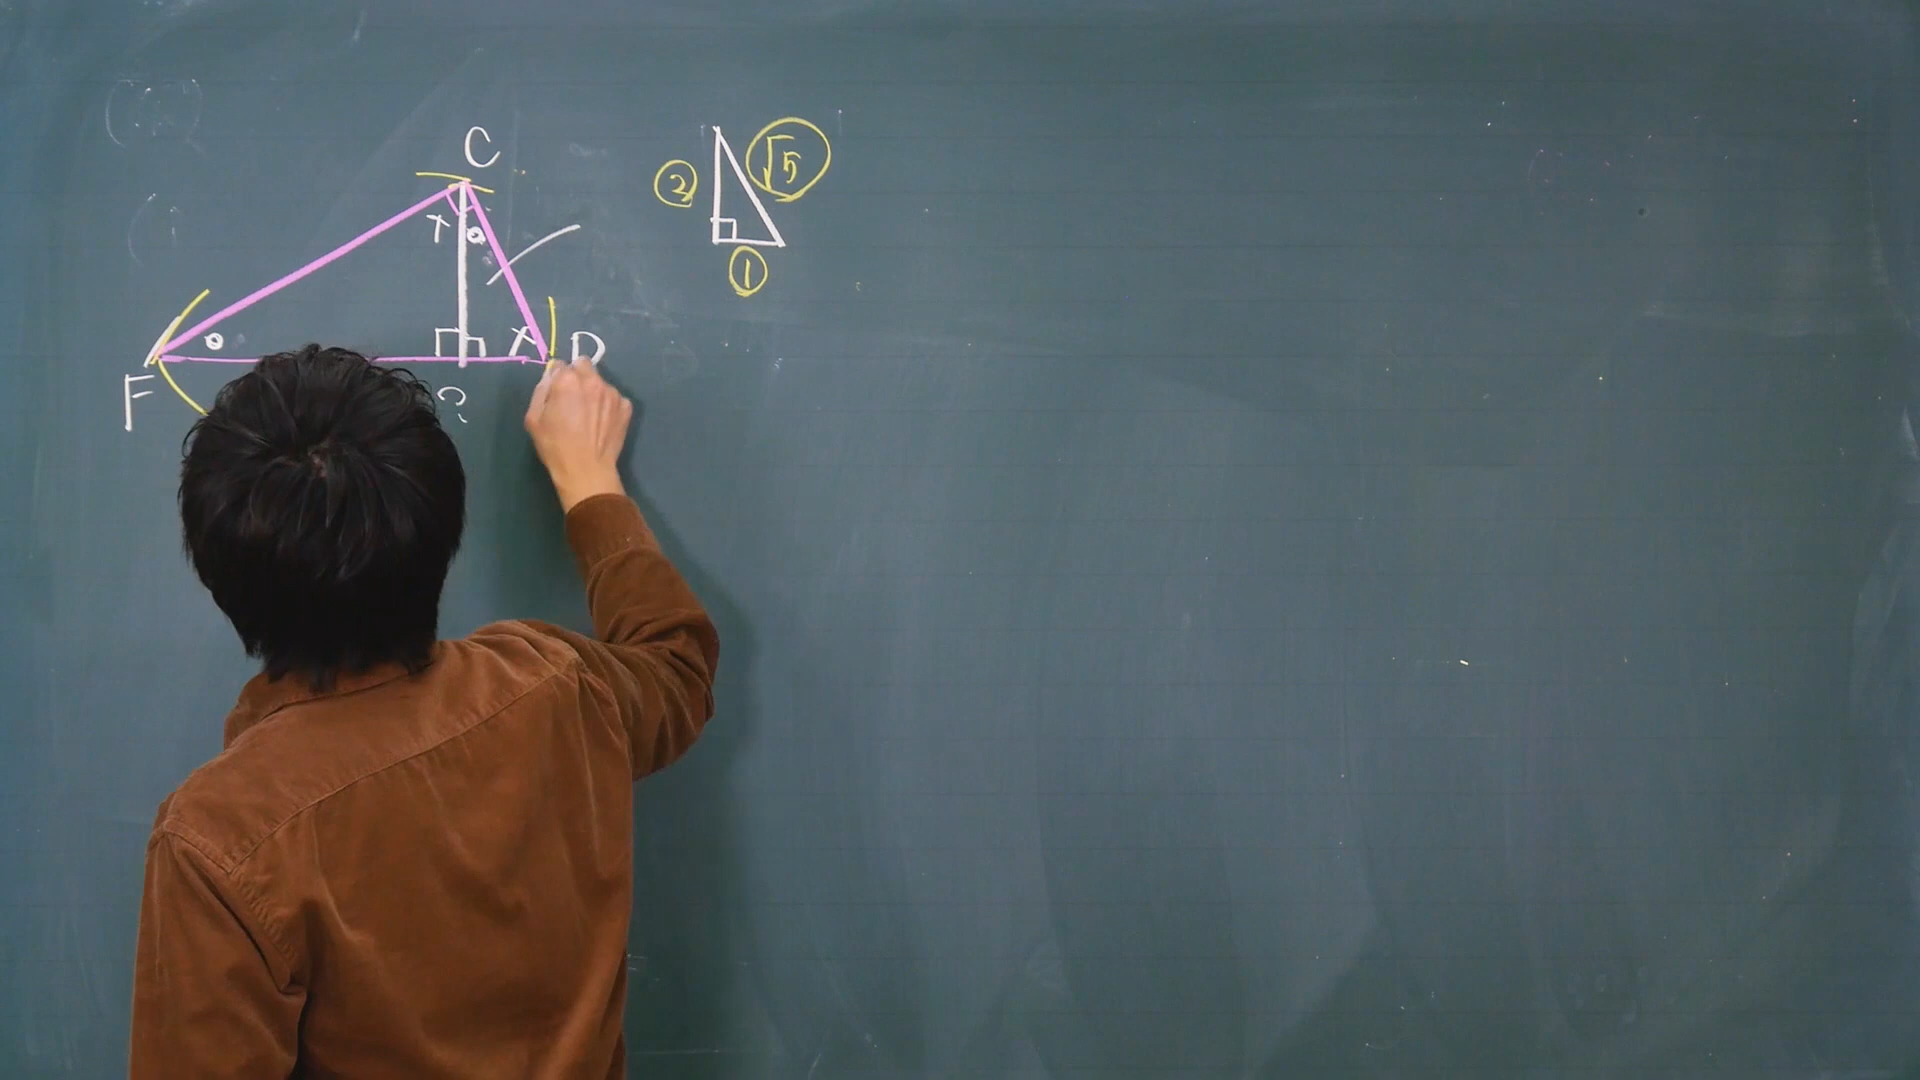 C
② √5
×
○
○
① 
×
D
F